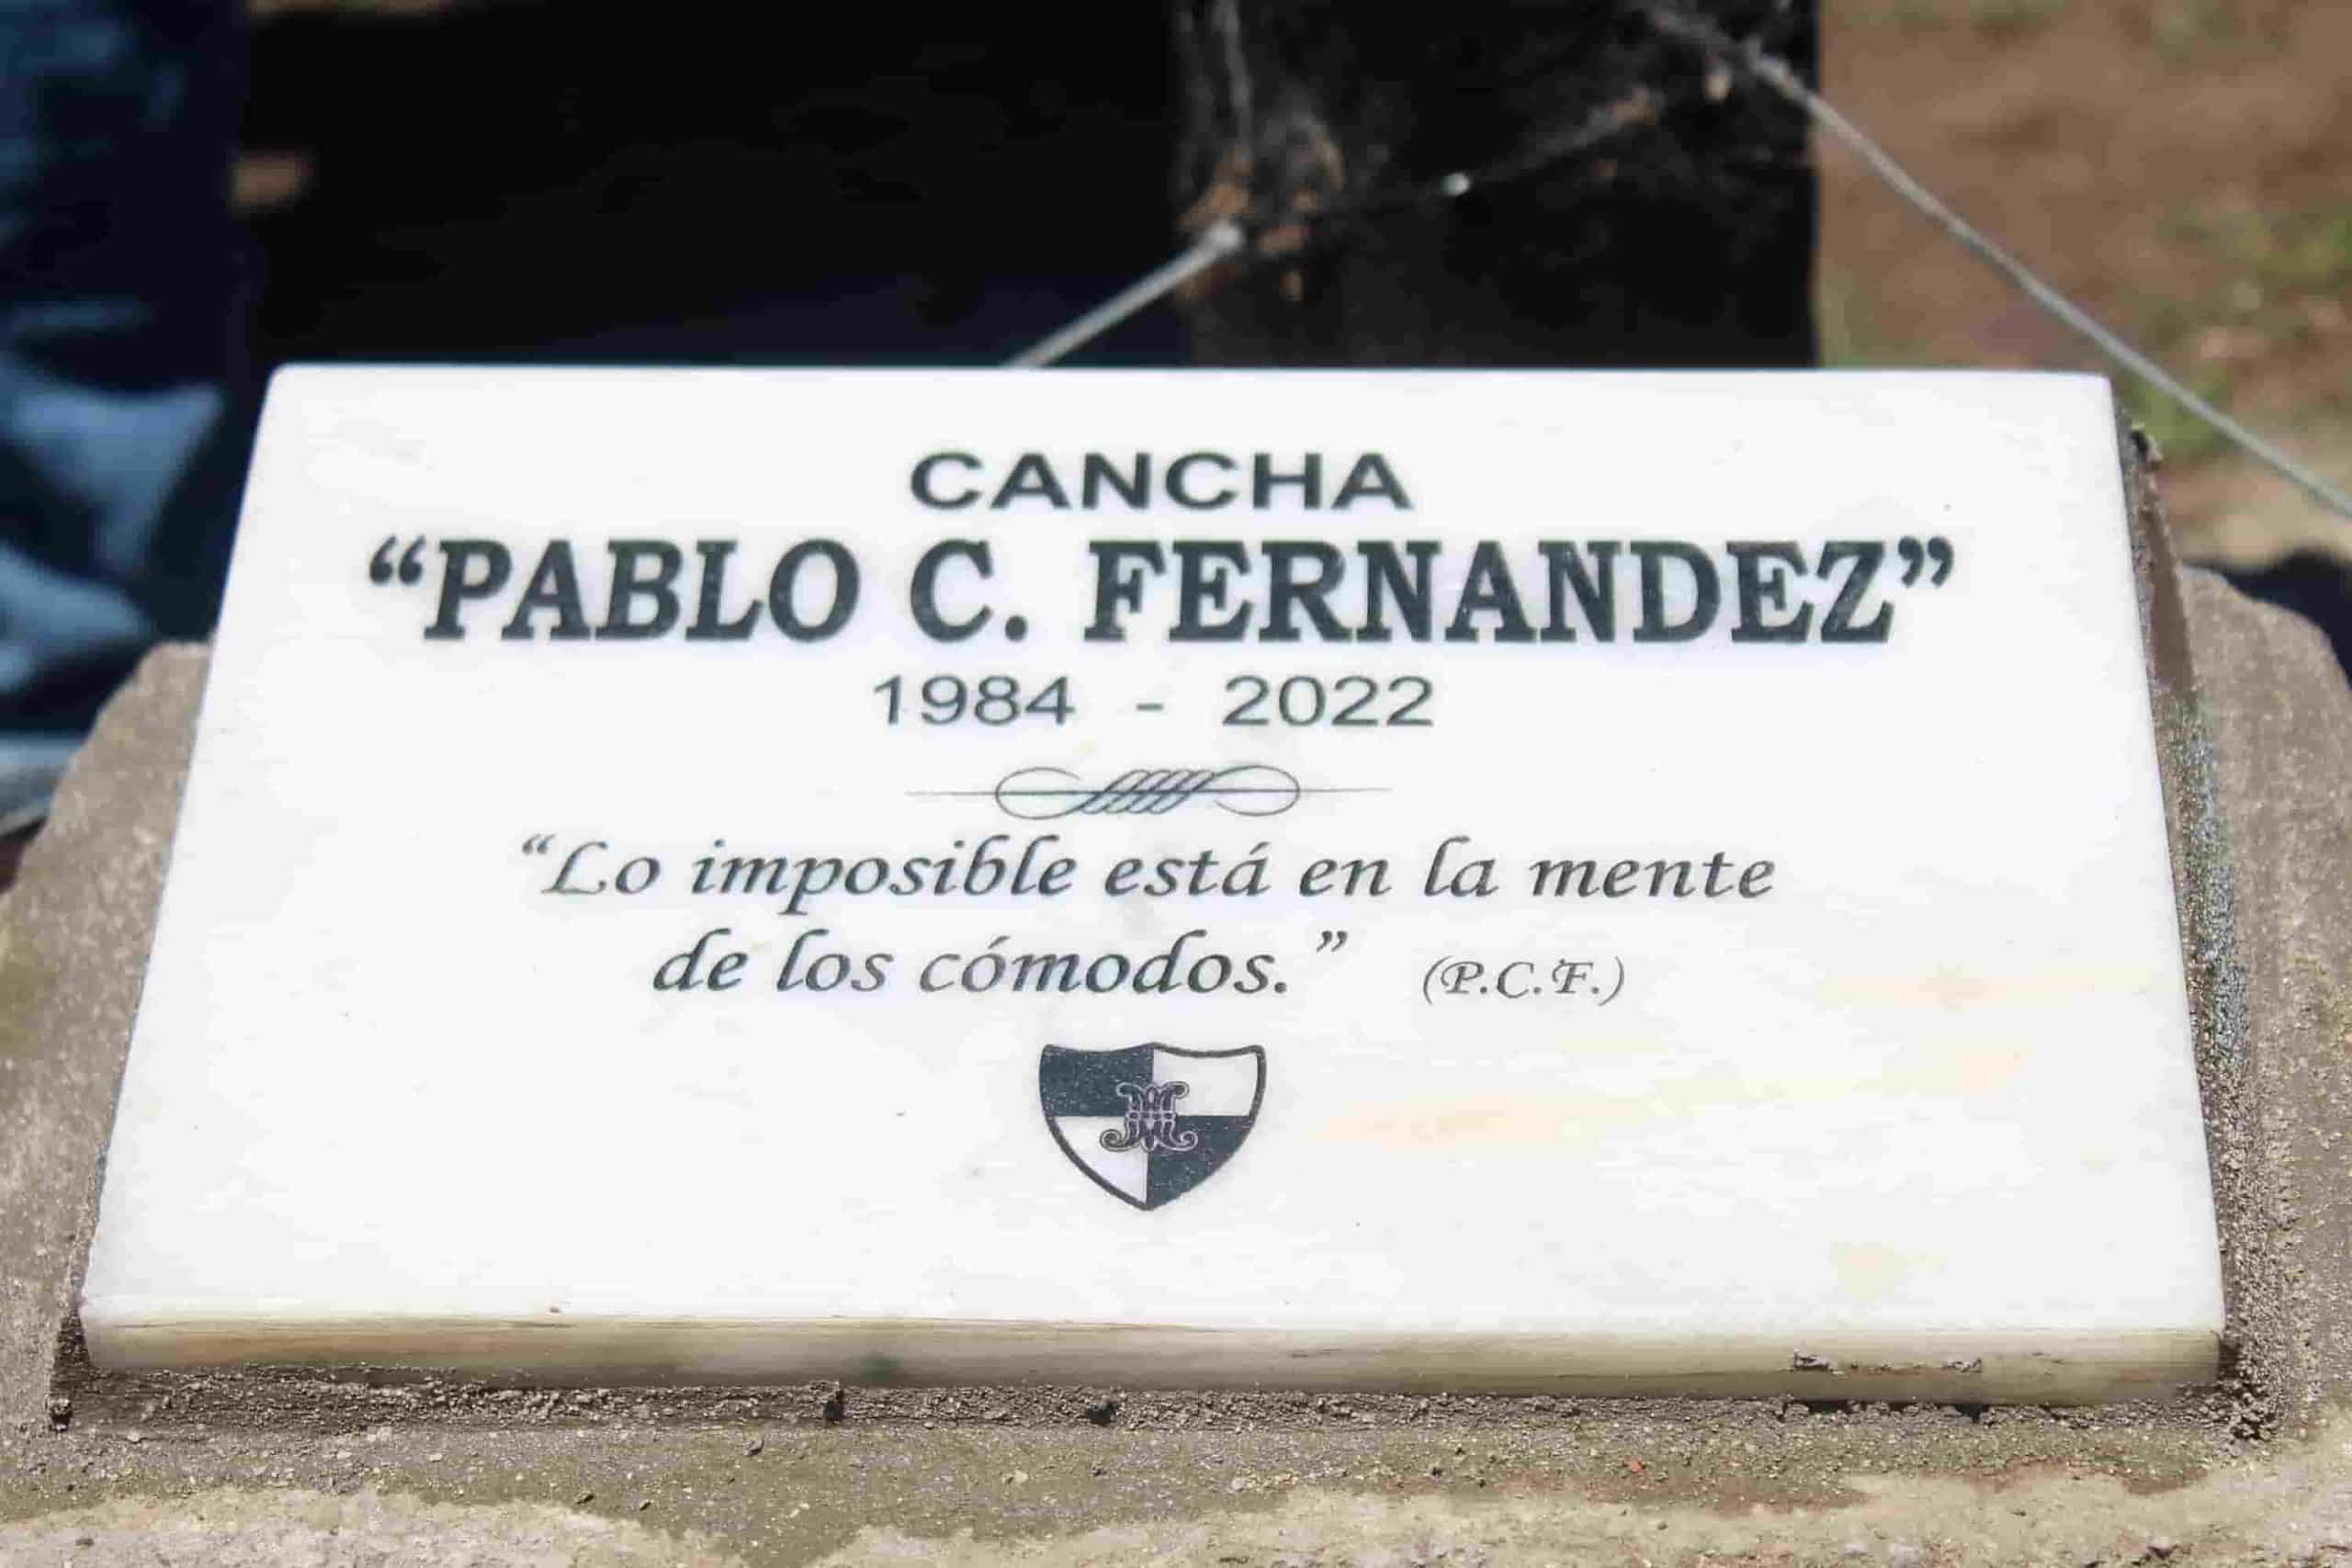 CANCHA
“PABLO C. FERNANDEZ”
1984 - 2022
“Lo imposible está en la mente
de los cómodos.” (P.C.F.)